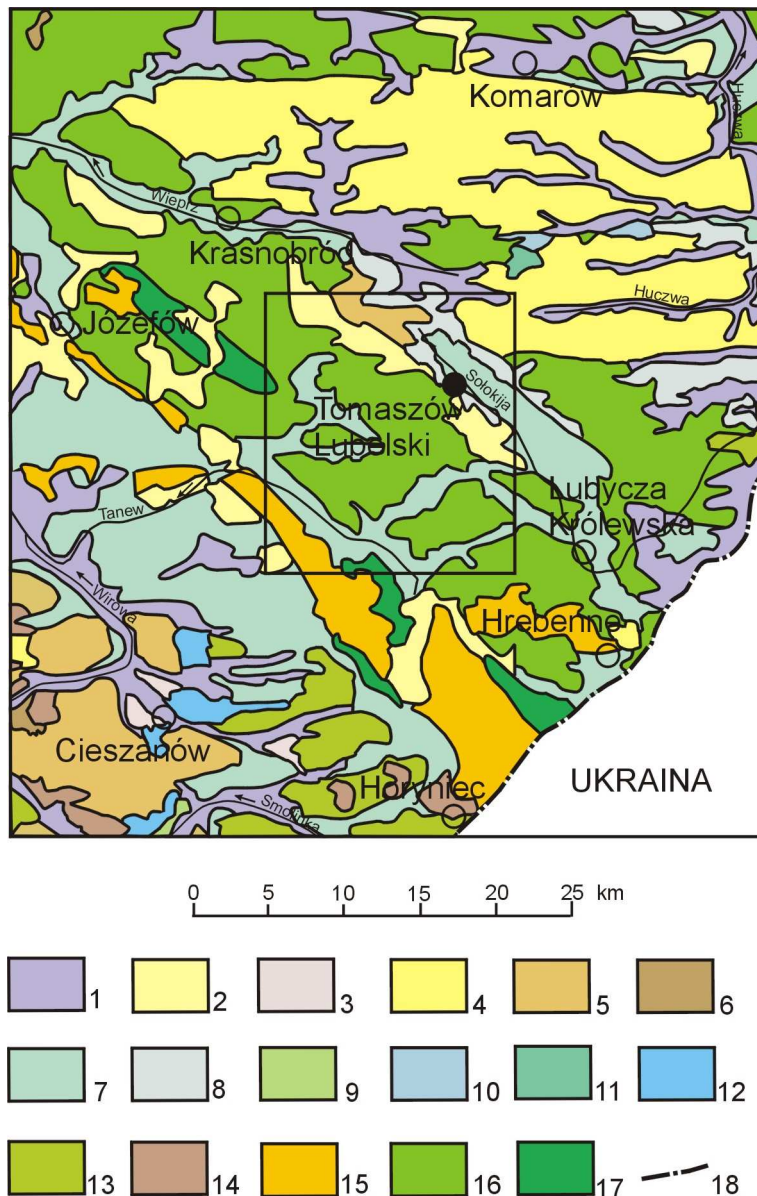 Komarów
Huczwa
Wieprz
Krasnobród
Huczwa
Józefów
Sołokija
Tomaszów
Lubelski
Lubycza
Królewska
Tanew
Wirowa
Hrebenne
Cieszanów
Horyniec
UKRAINA
Smolinka
0 5 10 15 20 25 km
1 2 3 4 5 6
7 8 9 10 11 12
13 14 15 16 17 18